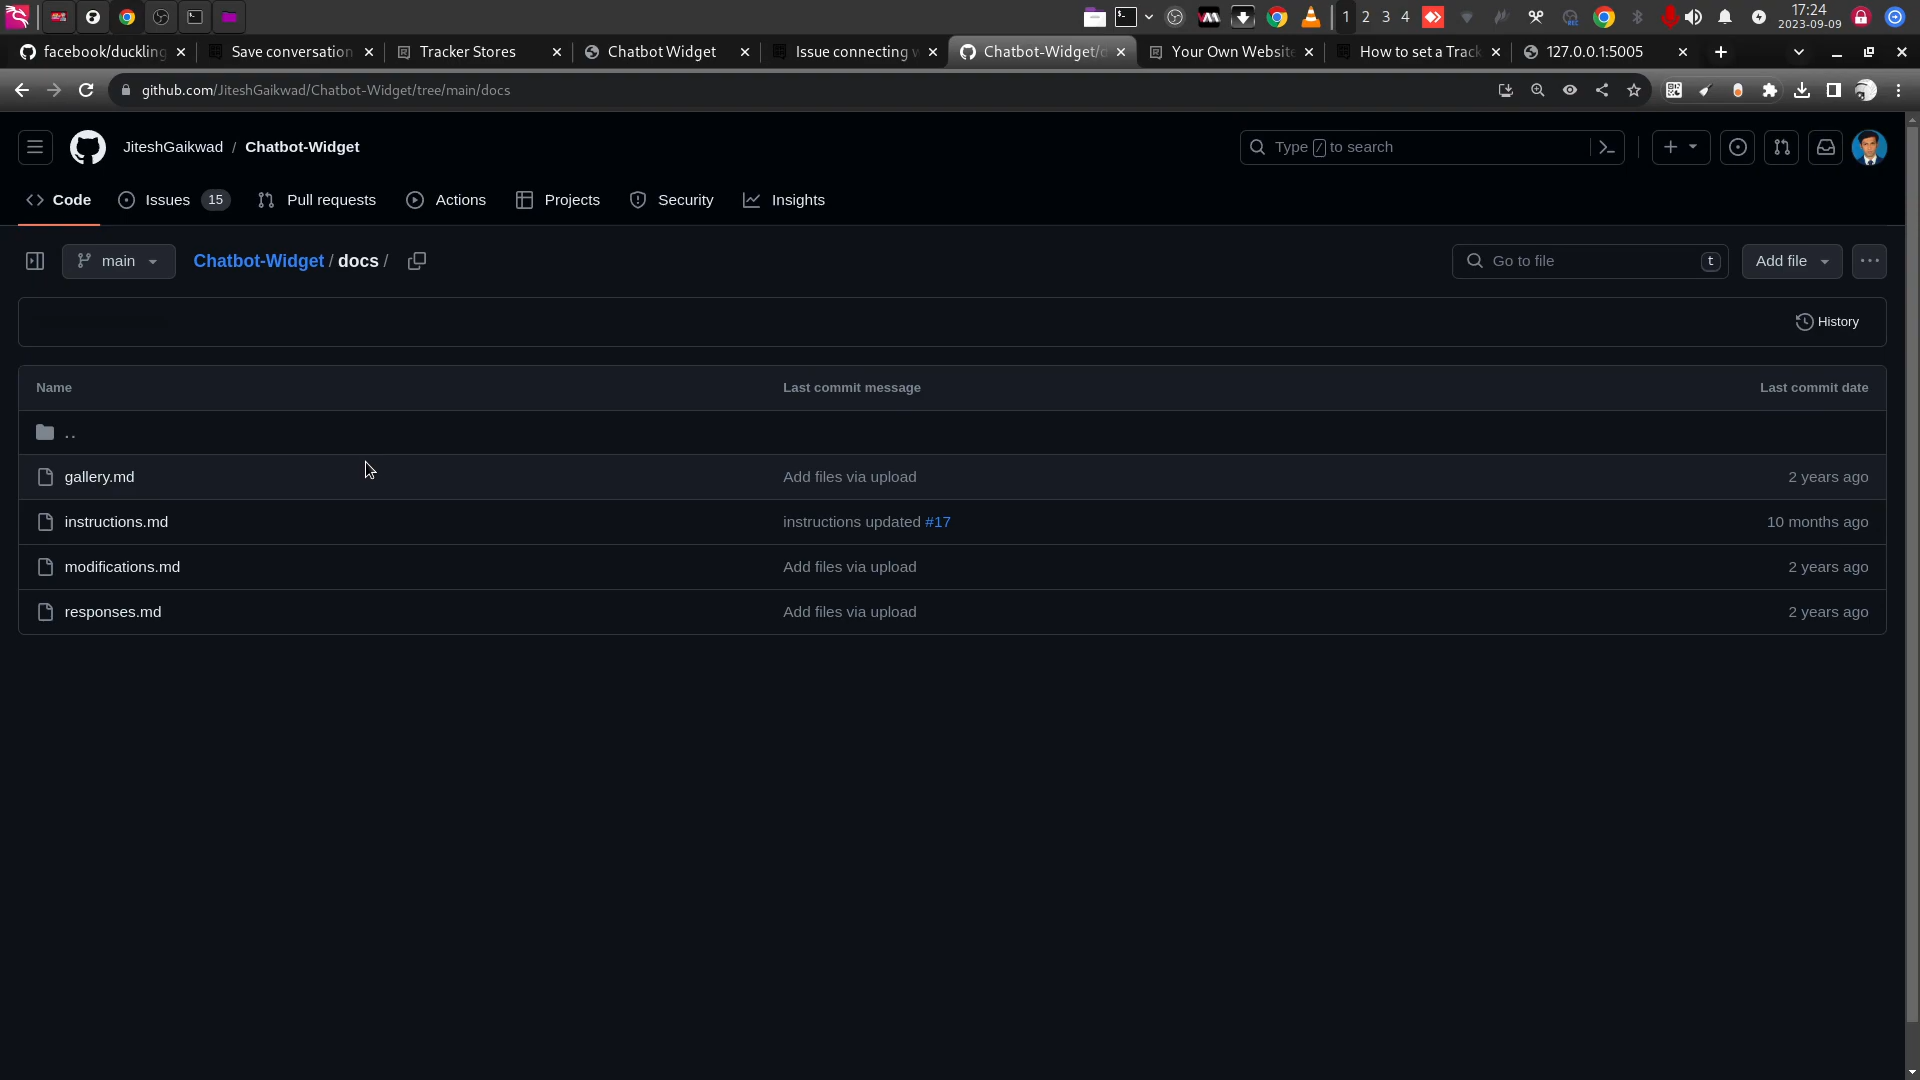 1 2 3 4 17:24
2023-09-09
facebook/duckling
Save conversation
Tracker Stores
Chatbot Widget
Issue connecting w
Chatbot-Widget/d
Your Own Website
How to set a Track
127.0.0.1:5005
github.com/JiteshGaikwad/Chatbot-Widget/tree/main/docs
JiteshGaikwad / Chatbot-Widget
Type / to search
Code
Issues 15
Pull requests
Actions
Projects
Security
Insights
main
Chatbot-Widget / docs /
Go to file t
Add file
History
Name Last commit message Last commit date
..
gallery.md Add files via upload 2 years ago
instructions.md instructions updated #17 10 months ago
modifications.md Add files via upload 2 years ago
responses.md Add files via upload 2 years ago